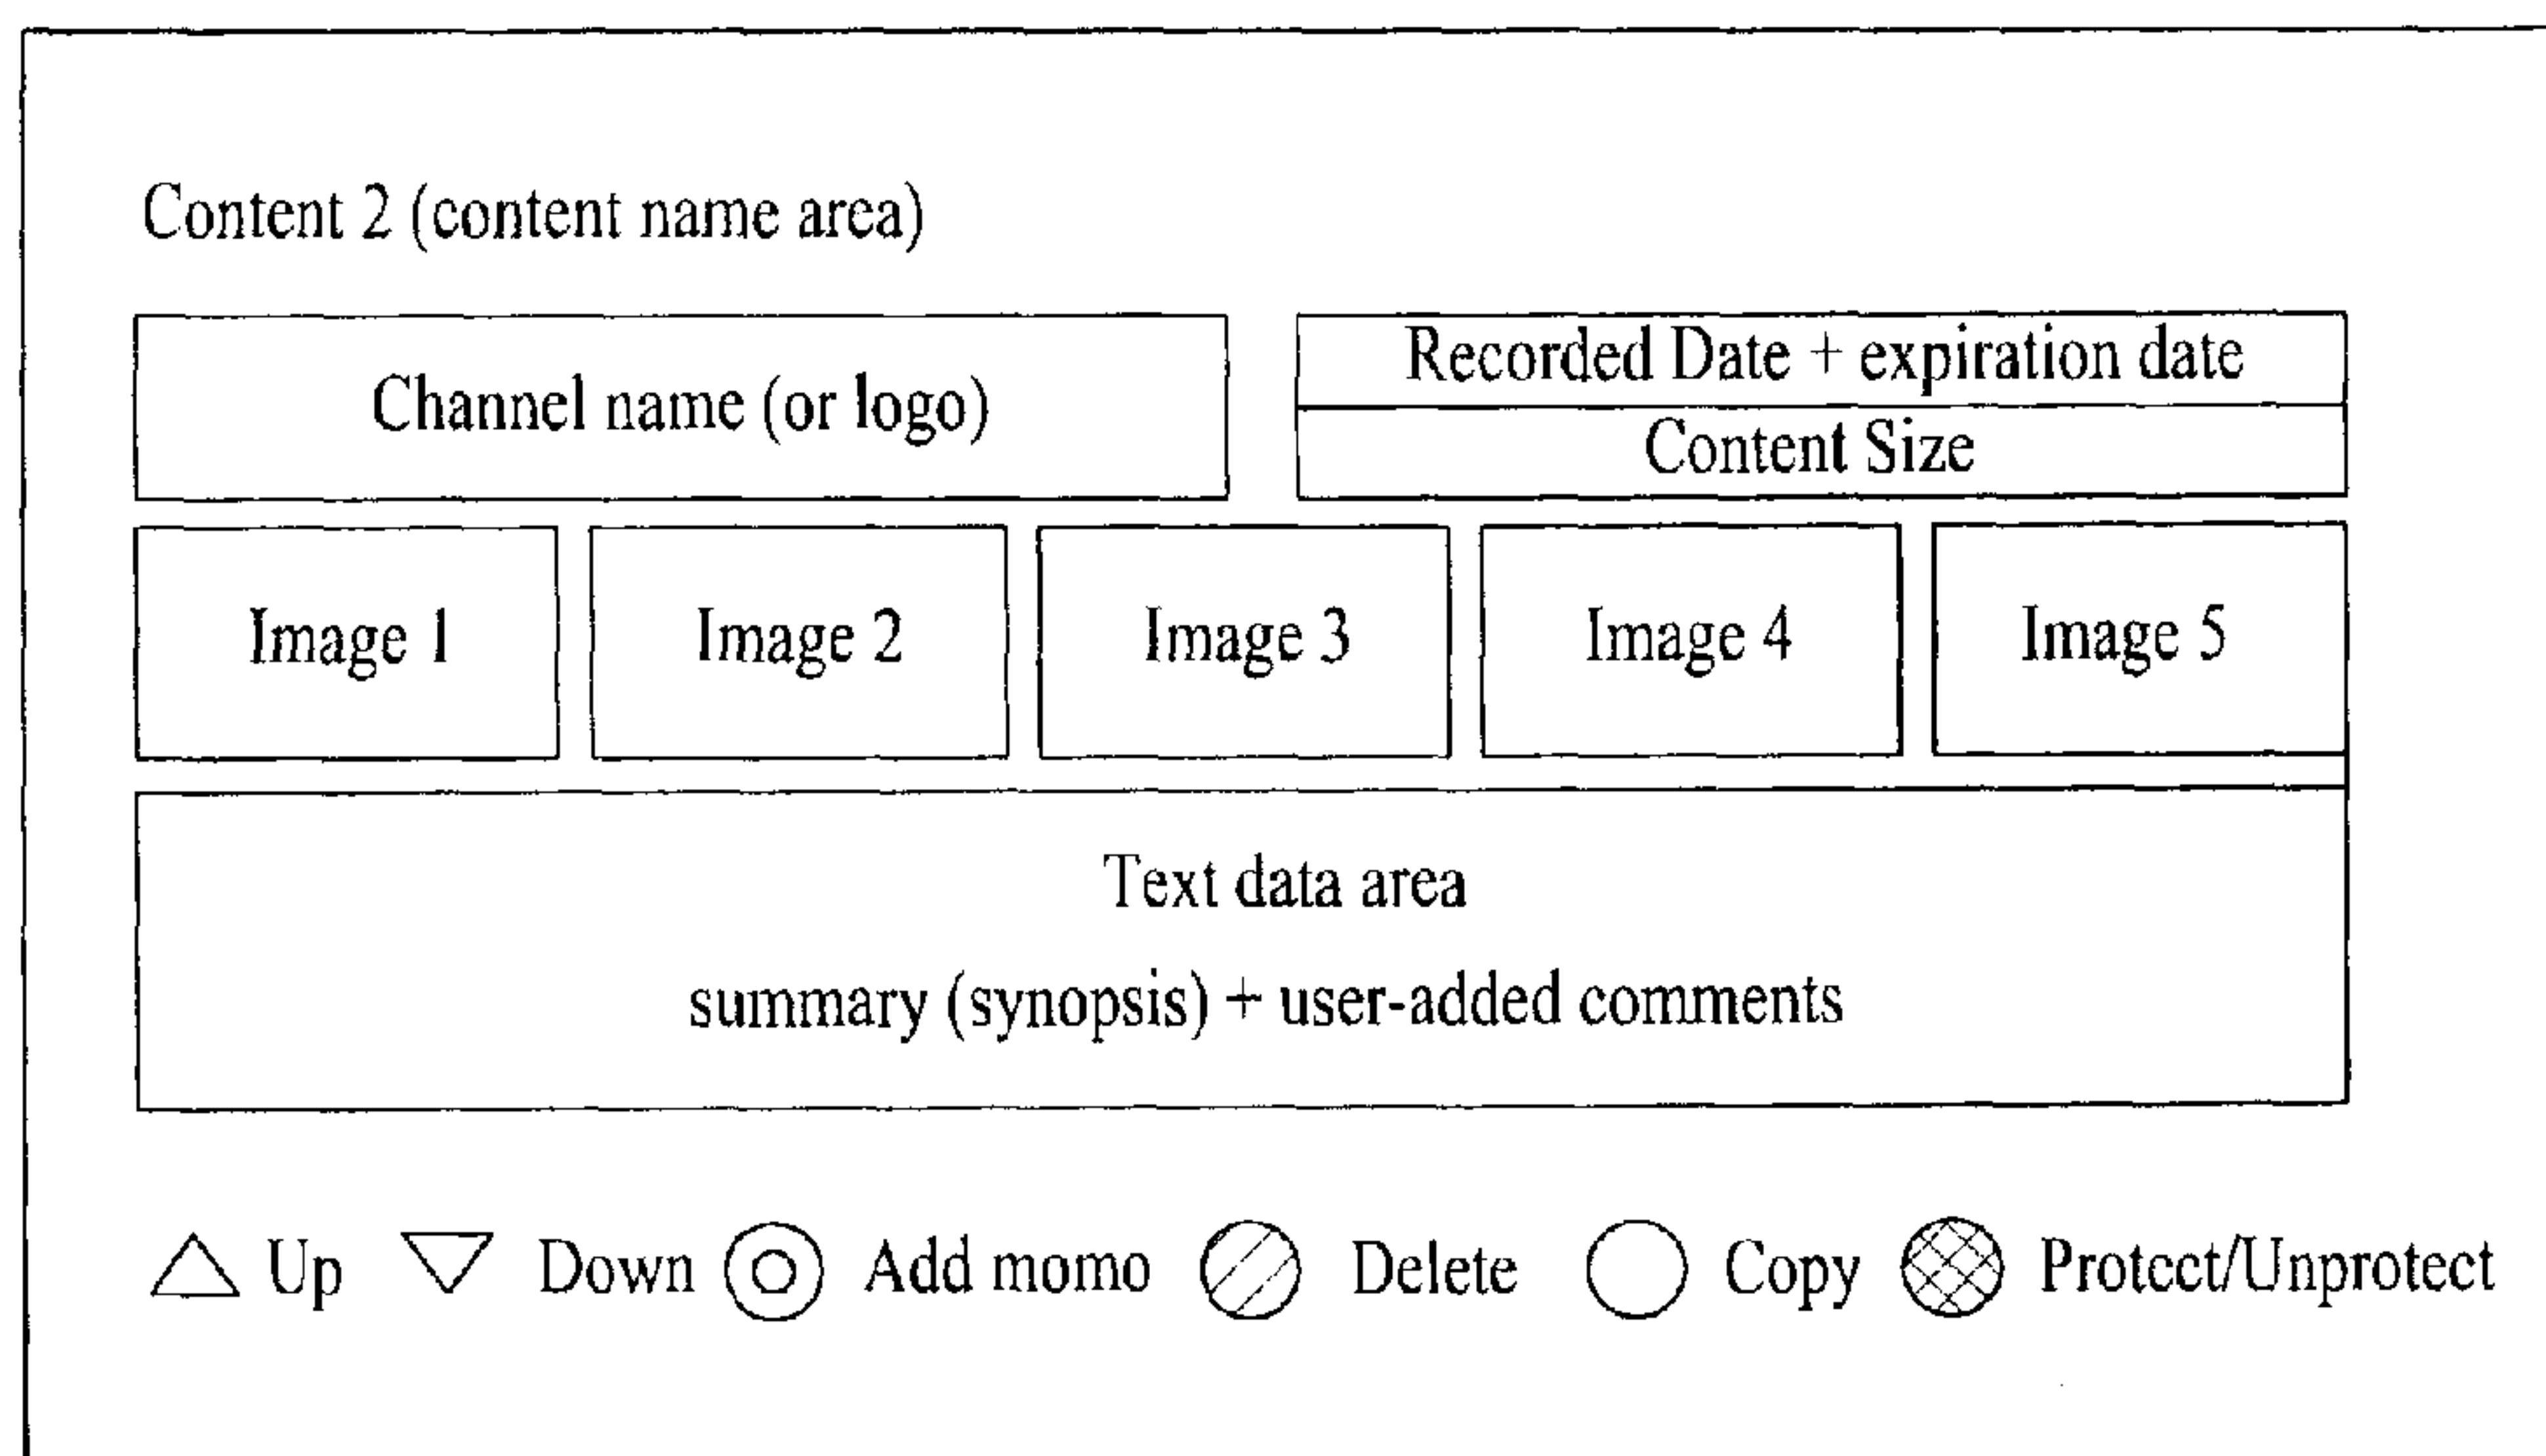 Content 2 (content name area)
Channel name (or logo)
Recorded Date + expiration date
Content Size
Image 1
Image 2
Image 3
Image 4
Image 5
Text data area
summary (synopsis) + user-added comments
Up
Down
Add momo
Delete
Copy
Protect/Unprotect